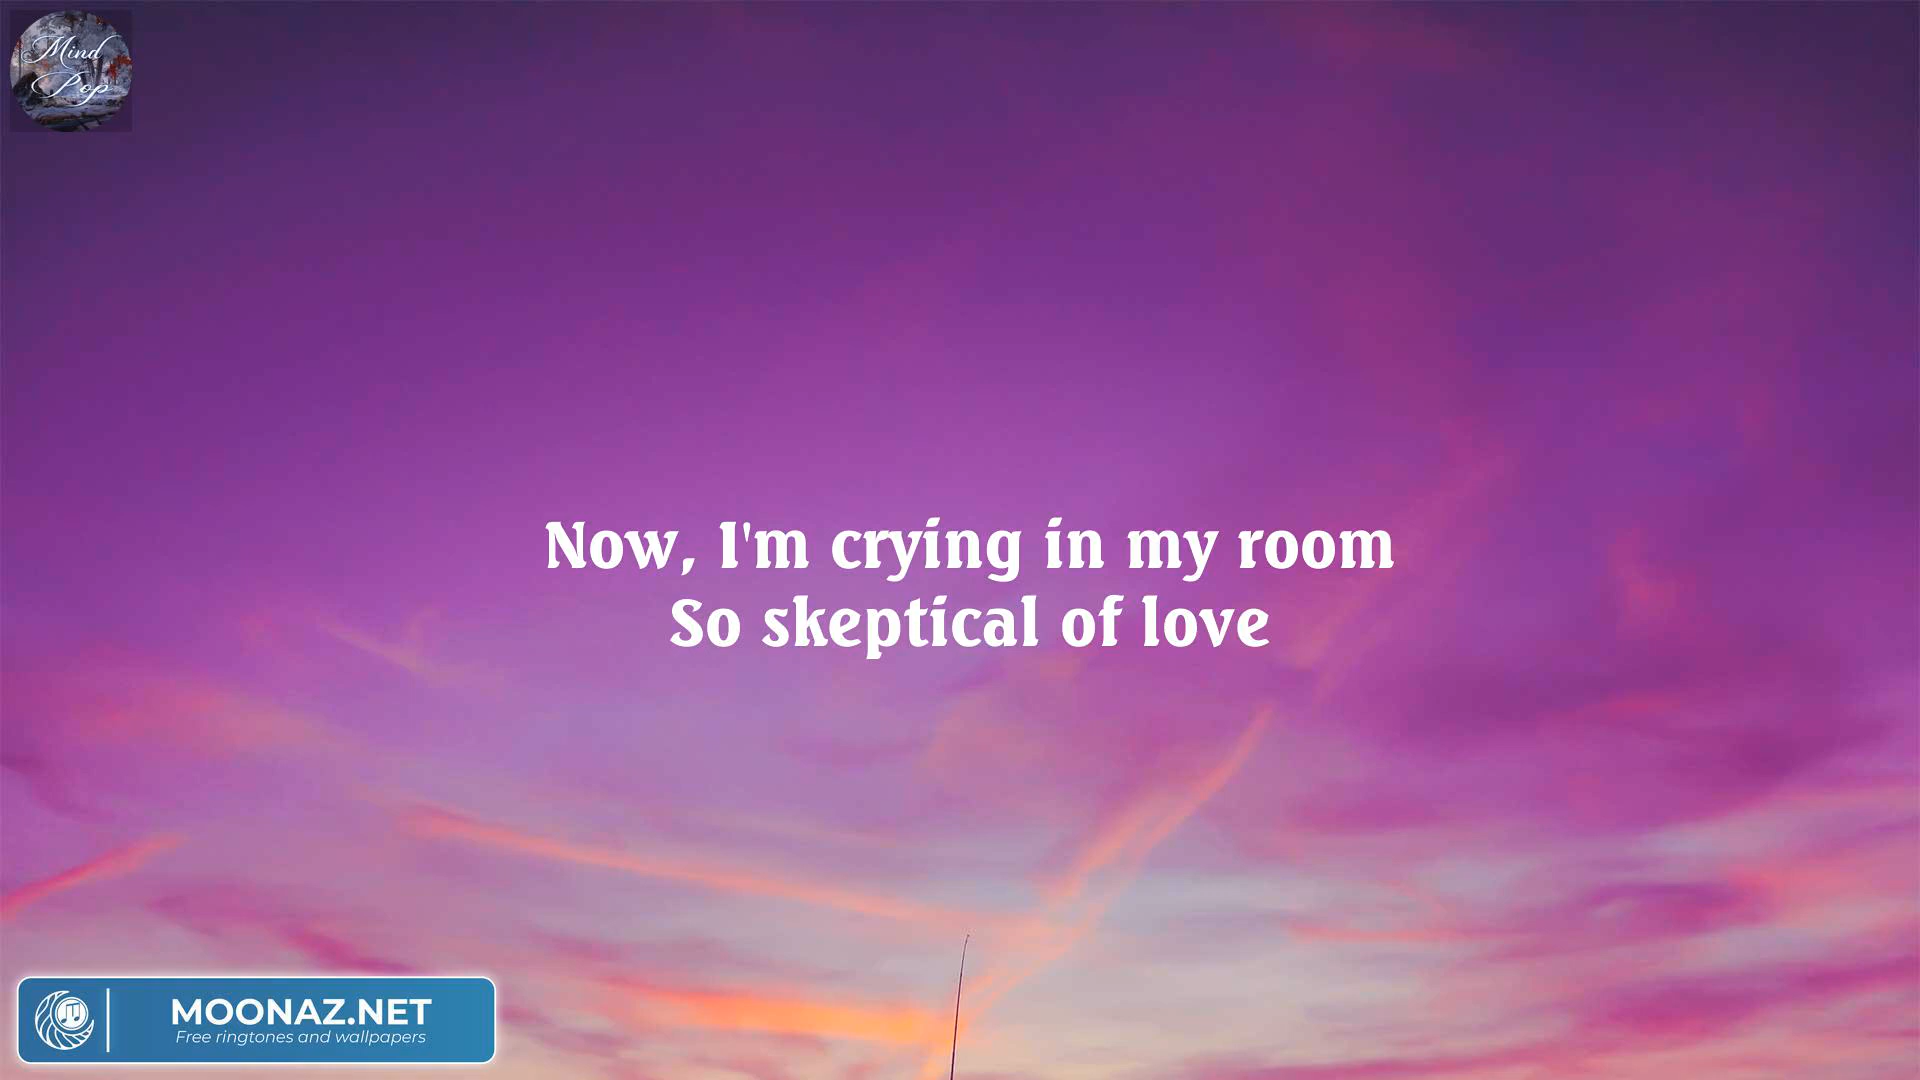 Mind
Pop
Now, I'm crying in my room
So skeptical of love
MOONAZ.NET
Free ringtones and wallpapers